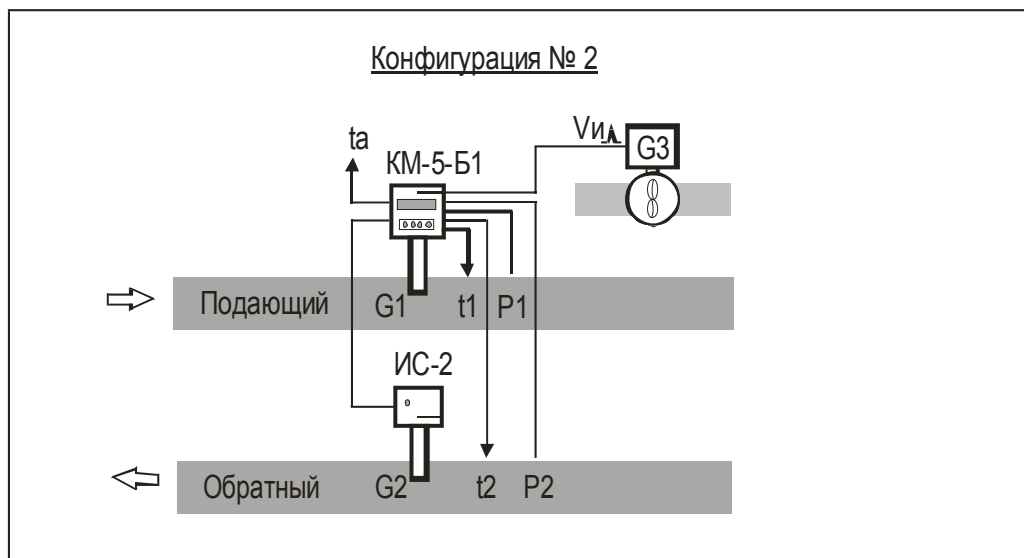 Конфигурация № 2
ta
КМ-5-Б1
Vи
G3
Подающий G1 t1 P1
ИС-2
Обратный G2 t2 P2